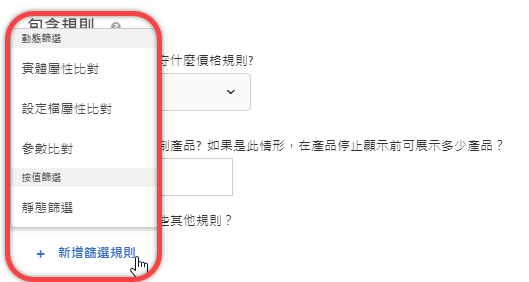 包含規則 ?
動態篩選
實體屬性比對
守什麼價格規則?
設定檔屬性比對
參數比對
制產品? 如果是此情形，在產品停止顯示前可展示多少產品？
按值篩選
靜態篩選
些其他規則？
+ 新增篩選規則